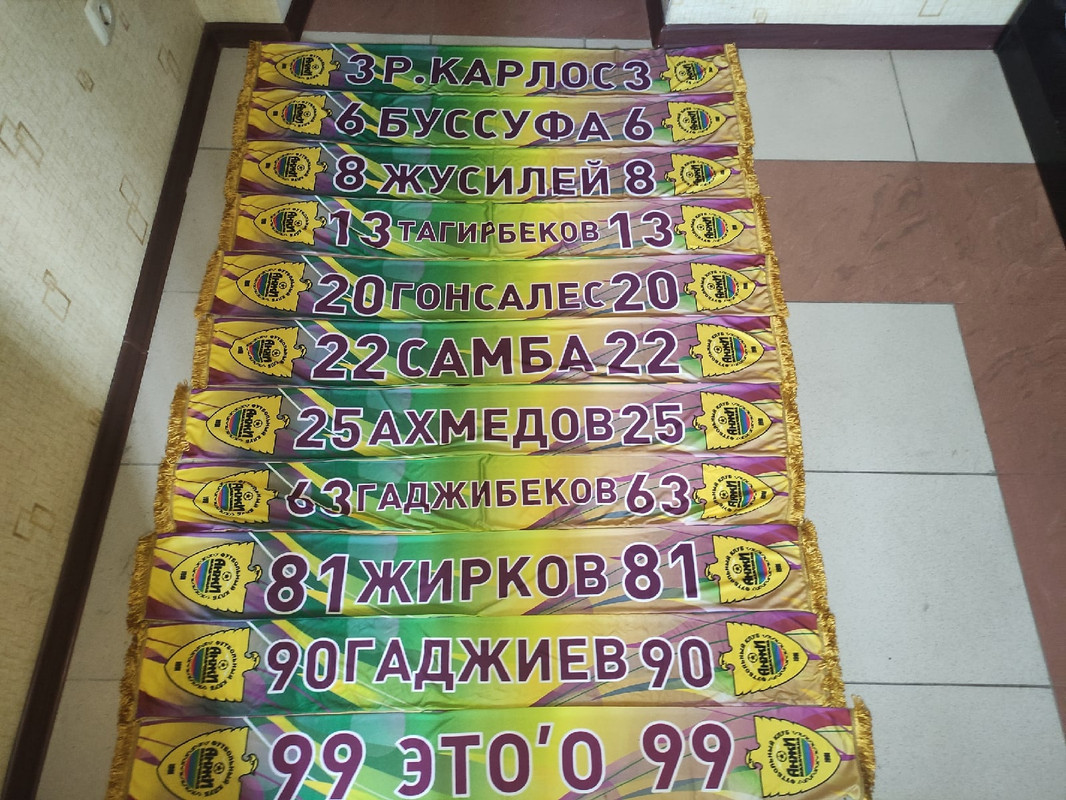 3 Р.КАРЛОС 3
6 БУССУФА 6
8 ЖУСИЛЕЙ 8
13 ТАГИРБЕКОВ 13
20 ГОНСАЛЕС 20
22 САМБА 22
25 АХМЕДОВ 25
63 ГАДЖИБЕКОВ 63
81 ЖИРКОВ 81
90 ГАДЖИЕВ 90
99 ЭТО’О 99